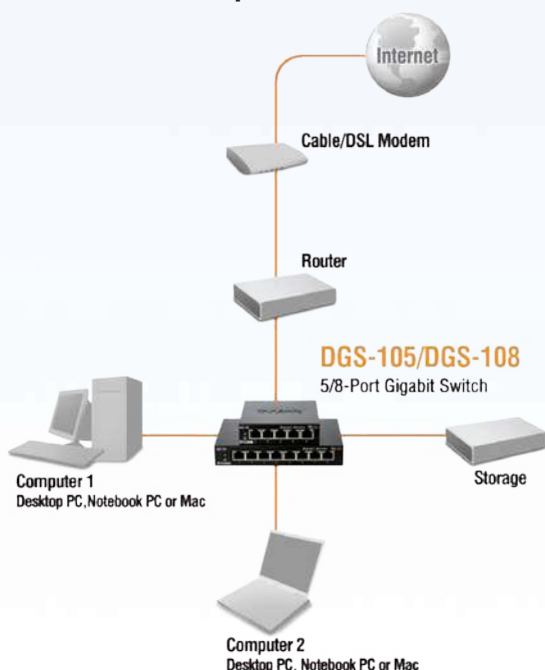 Internet
Cable/DSL Modem
Router
DGS-105/DGS-108
5/8-Port Gigabit Switch
Computer 1
Desktop PC,Notebook PC or Mac
Storage
Computer 2
Desktop PC, Notebook PC or Mac